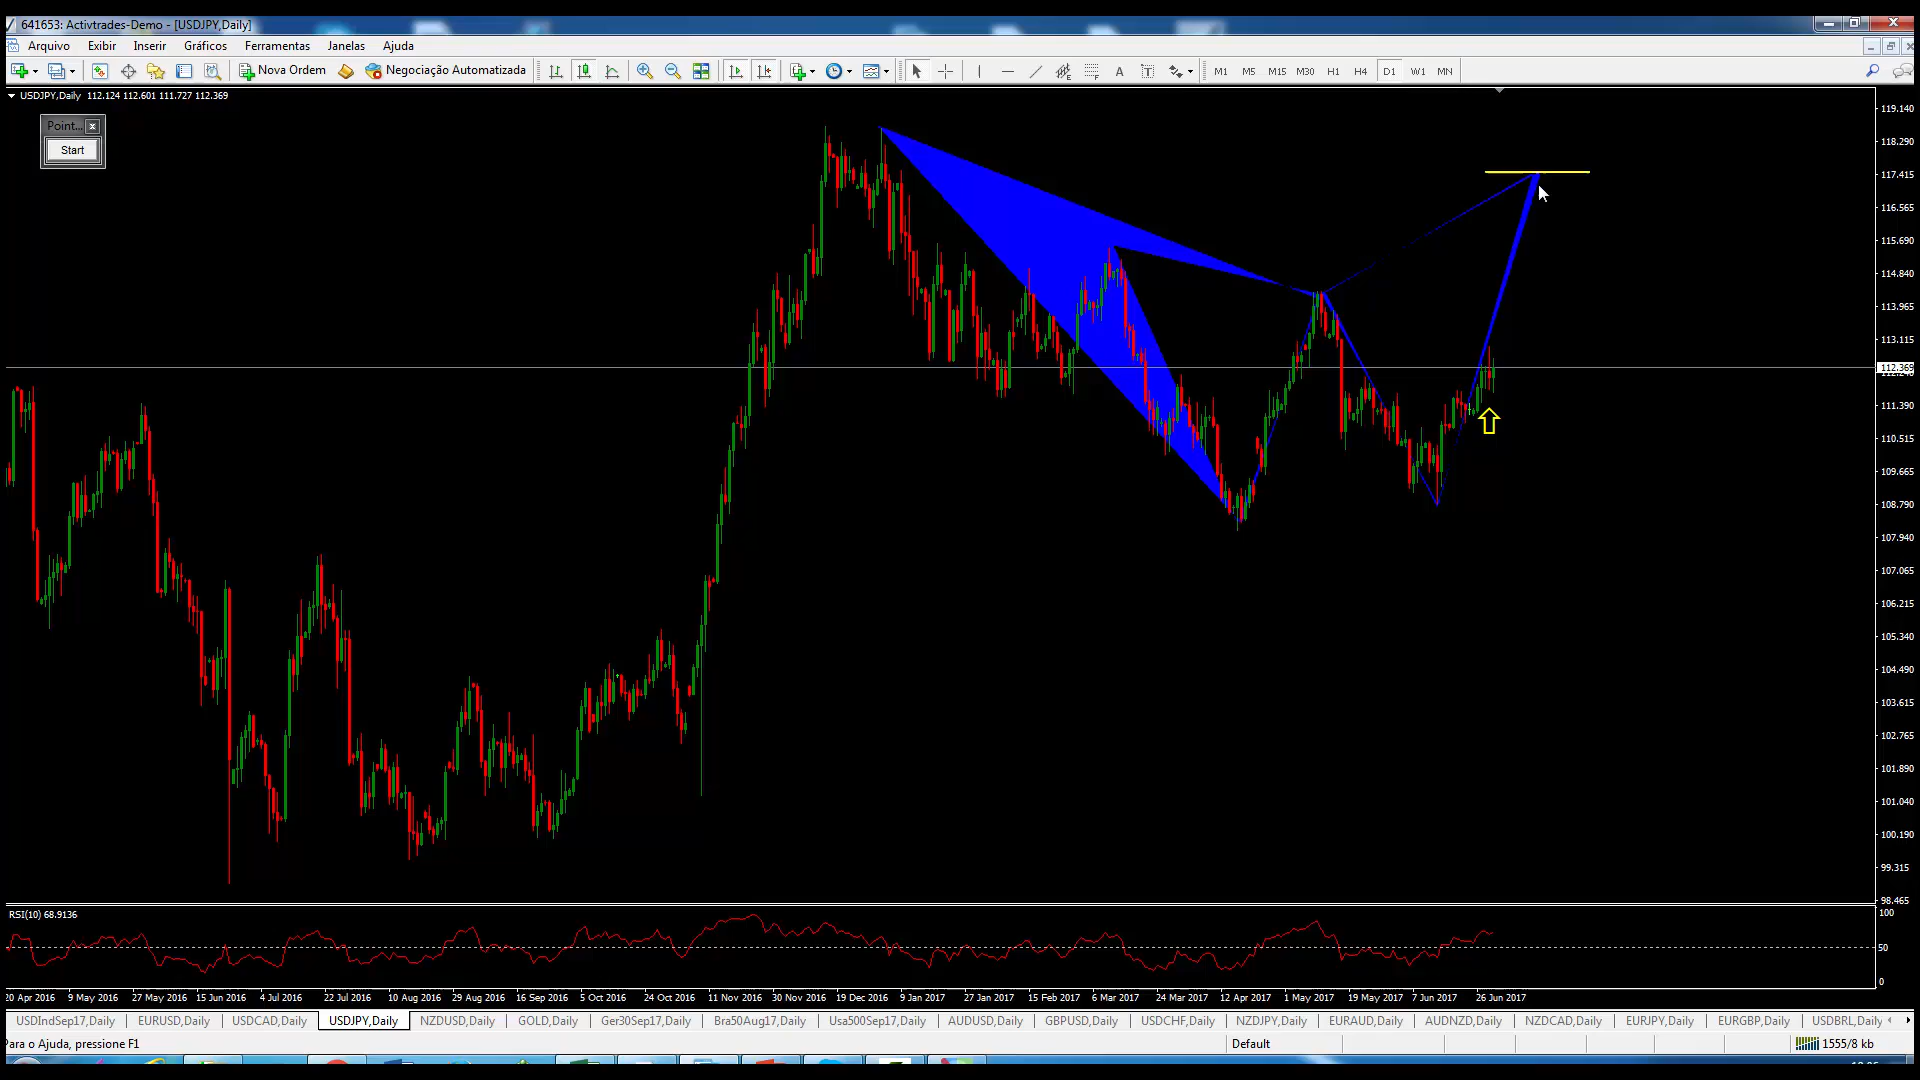 641653: Activtrades-Demo - [USDJPY,Daily]
Arquivo Exibir Inserir Gráficos Ferramentas Janelas Ajuda
Nova Ordem Negociação Automatizada A T M1 M5 M15 M30 H1 H4 D1 W1 MN
USDJPY,Daily 112.124 112.601 111.727 112.369
Point...
Start
119.140
118.290
117.415
116.565
115.690
114.840
113.965
113.115
112.369
111.390
110.515
109.665
108.790
107.940
107.065
106.215
105.340
104.490
103.615
102.765
101.890
101.040
100.190
99.315
98.465
RSI(10) 68.9136
100
50
0
20 Apr 2016 9 May 2016 27 May 2016 15 Jun 2016 4 Jul 2016 22 Jul 2016 10 Aug 2016 29 Aug 2016 16 Sep 2016 5 Oct 2016 24 Oct 2016 11 Nov 2016 30 Nov 2016 19 Dec 2016 9 Jan 2017 27 Jan 2017 15 Feb 2017 6 Mar 2017 24 Mar 2017 12 Apr 2017 1 May 2017 19 May 2017 7 Jun 2017 26 Jun 2017
USDIndSep17,Daily EURUSD,Daily USDCAD,Daily USDJPY,Daily NZDUSD,Daily GOLD,Daily Ger30Sep17,Daily Bra50Aug17,Daily Usa500Sep17,Daily AUDUSD,Daily GBPUSD,Daily USDCHF,Daily NZDJPY,Daily EURAUD,Daily AUDNZD,Daily NZDCAD,Daily EURJPY,Daily EURGBP,Daily USDBRL,Daily
Para o Ajuda, pressione F1 Default 1555/8 kb